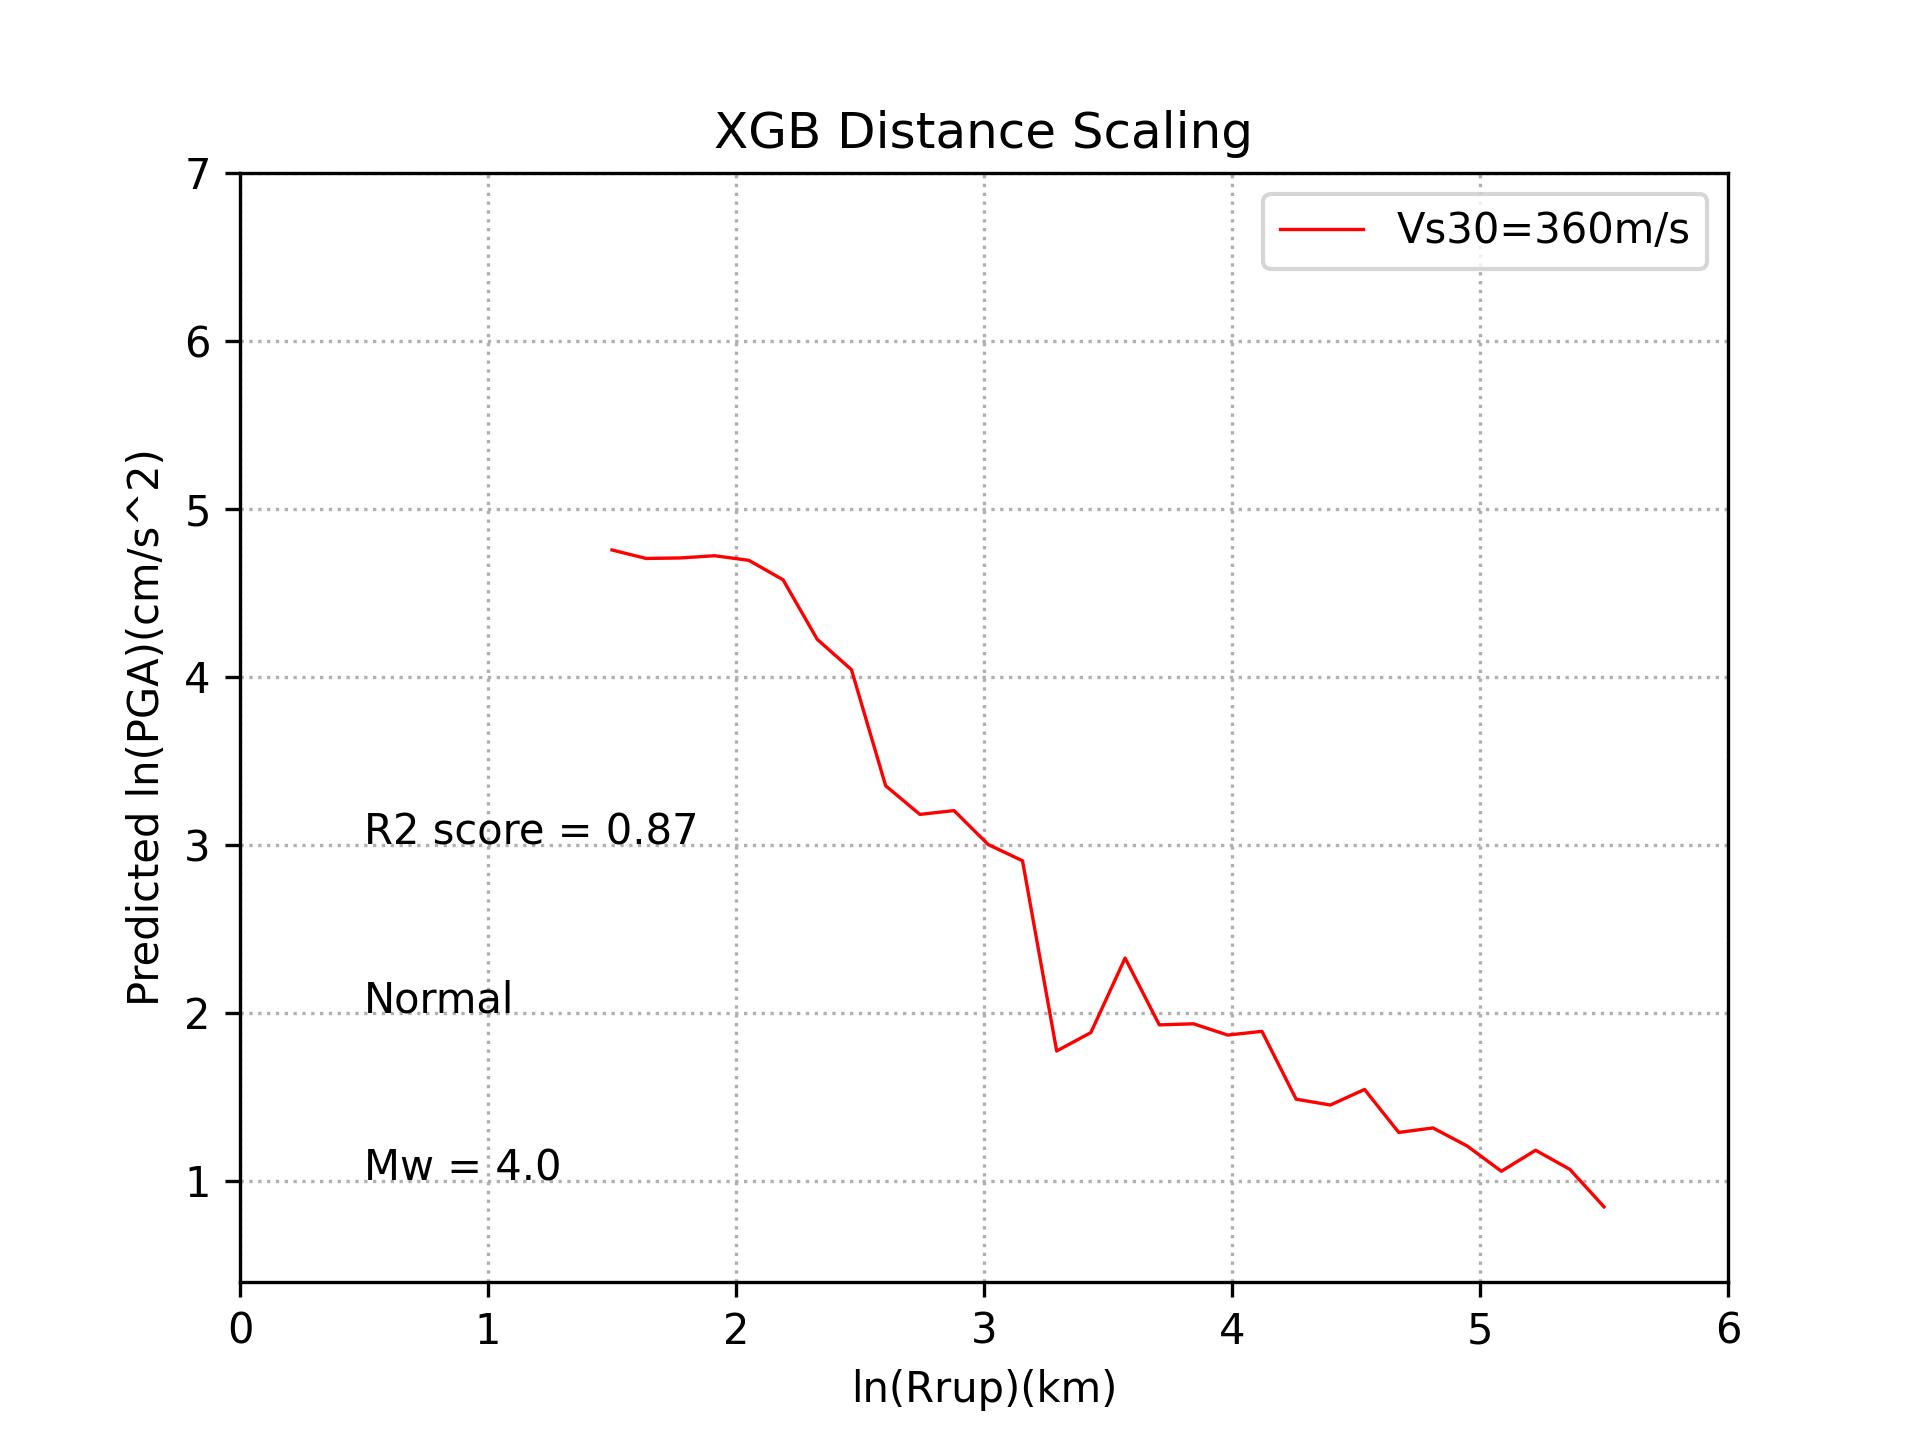 XGB Distance Scaling
7
6
5
4
3
2
1
Predicted ln(PGA)(cm/s^2)
Vs30=360m/s
R2 score = 0.87
Normal
Mw = 4.0
0 1 2 3 4 5 6
ln(Rrup)(km)